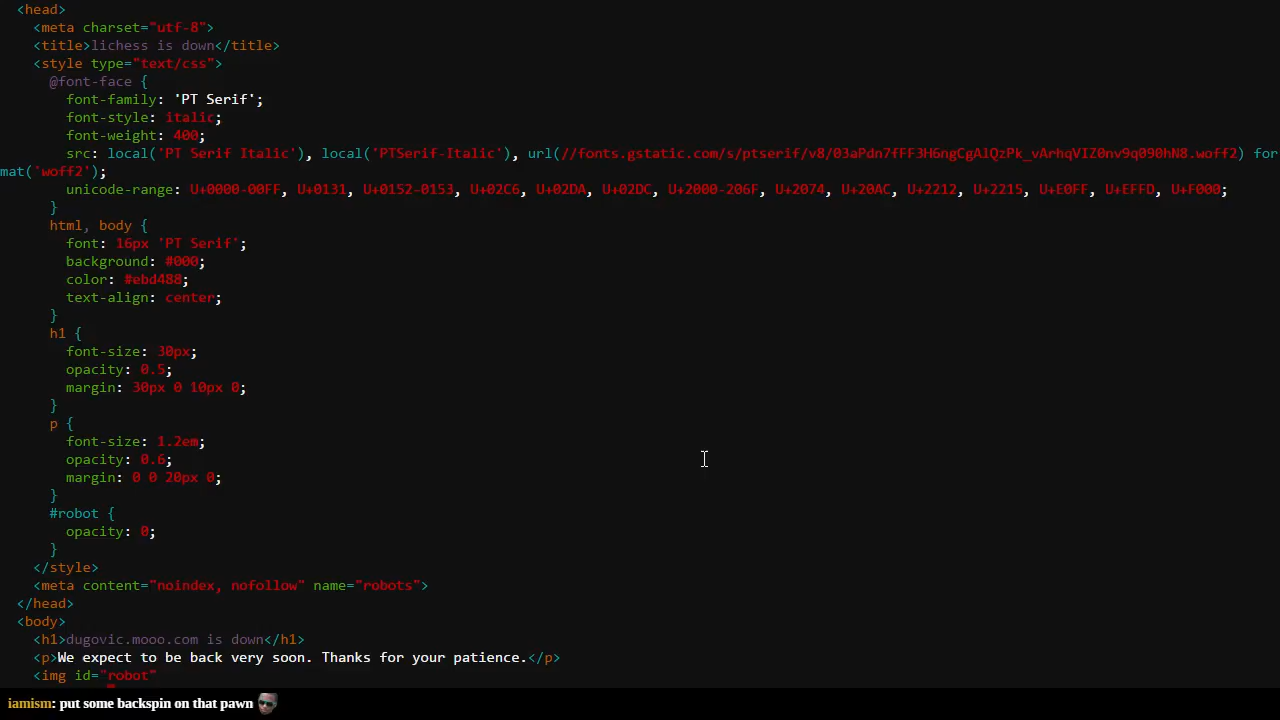 <head>
<meta charset="utf-8">
<title>lichess is down</title>
<style type="text/css">
@font-face {
font-family: 'PT Serif';
font-style: italic;
font-weight: 400;
src: local('PT Serif Italic'), local('PTSerif-Italic'), url(//fonts.gstatic.com/s/ptserif/v8/03aPdn7fFF3H6ngCgAlQzPk_vArhqVIZ0nv9q090hN8.woff2) for
mat('woff2');
unicode-range: U+0000-00FF, U+0131, U+0152-0153, U+02C6, U+02DA, U+02DC, U+2000-206F, U+2074, U+20AC, U+2212, U+2215, U+E0FF, U+EFFD, U+F000;
}
html, body {
font: 16px 'PT Serif';
background: #000;
color: #ebd488;
text-align: center;
}
h1 {
font-size: 30px;
opacity: 0.5;
margin: 30px 0 10px 0;
}
p {
font-size: 1.2em;
opacity: 0.6;
margin: 0 0 20px 0;
}
#robot {
opacity: 0;
}
</style>
<meta content="noindex, nofollow" name="robots">
</head>
<body>
<h1>dugovic.mooo.com is down</h1>
<p>We expect to be back very soon. Thanks for your patience.</p>
<img id="robot"
iamism: put some backspin on that pawn